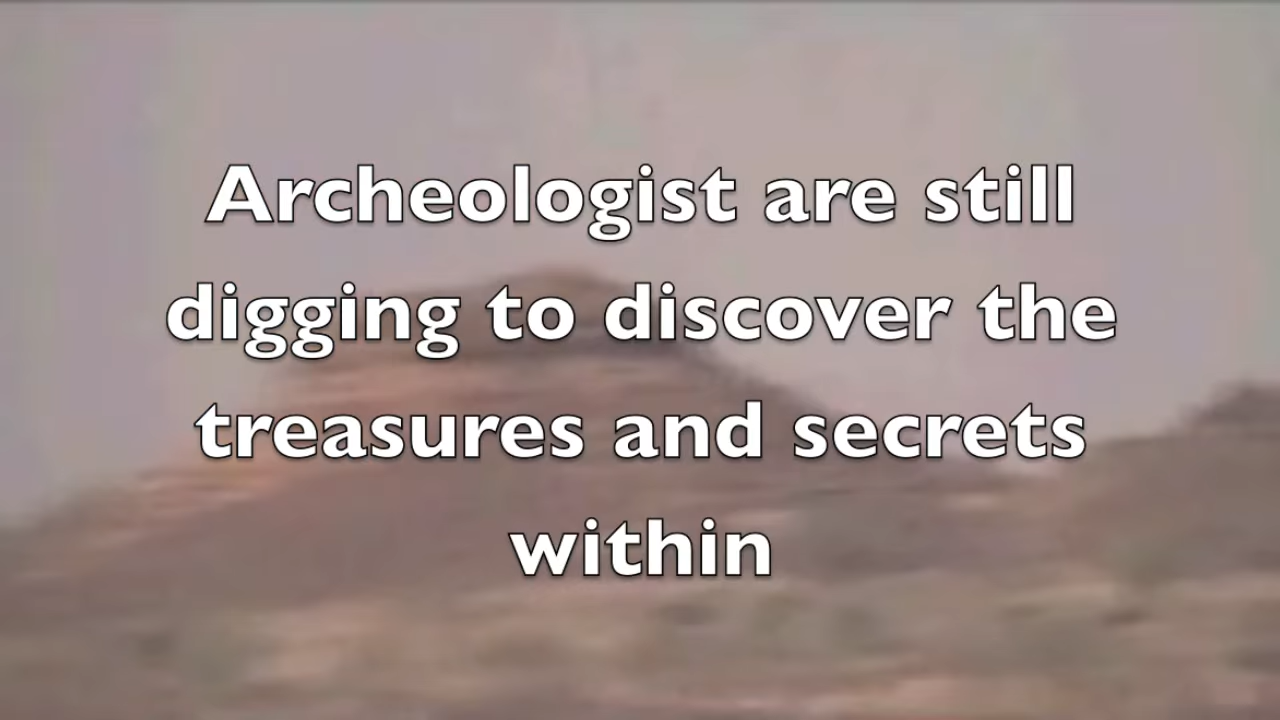 Archeologist are still
digging to discover the
treasures and secrets
within